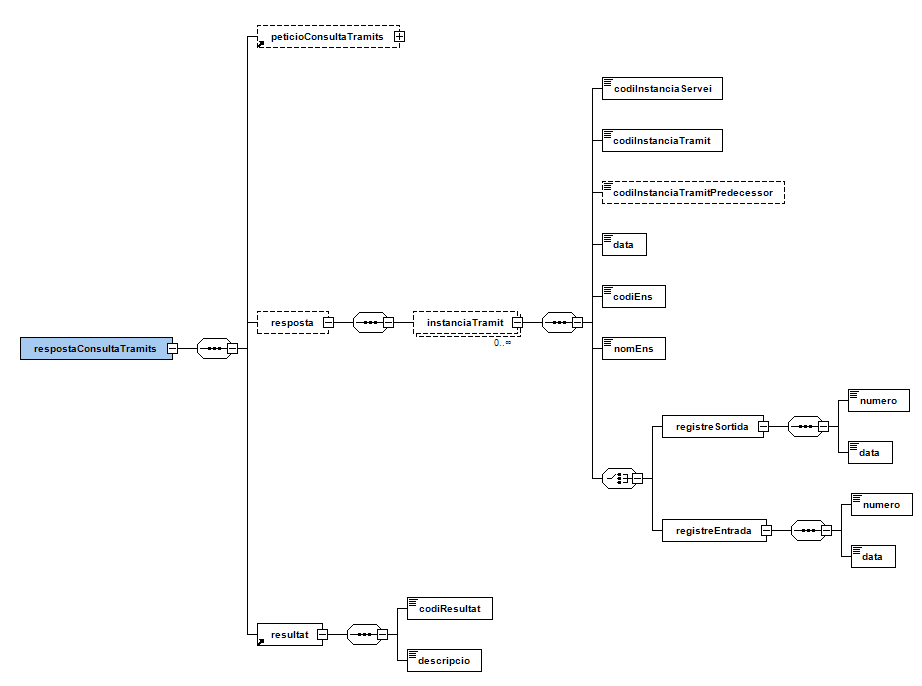 peticioConsultaTramits
codiInstanciaServei
codiInstanciaTramit
codiInstanciaTramitPredecessor
data
codiEns
resposta
instanciaTramit
0..∞
respostaConsultaTramits
nomEns
numero
registreSortida
data
numero
registreEntrada
data
codiResultat
resultat
descripcio